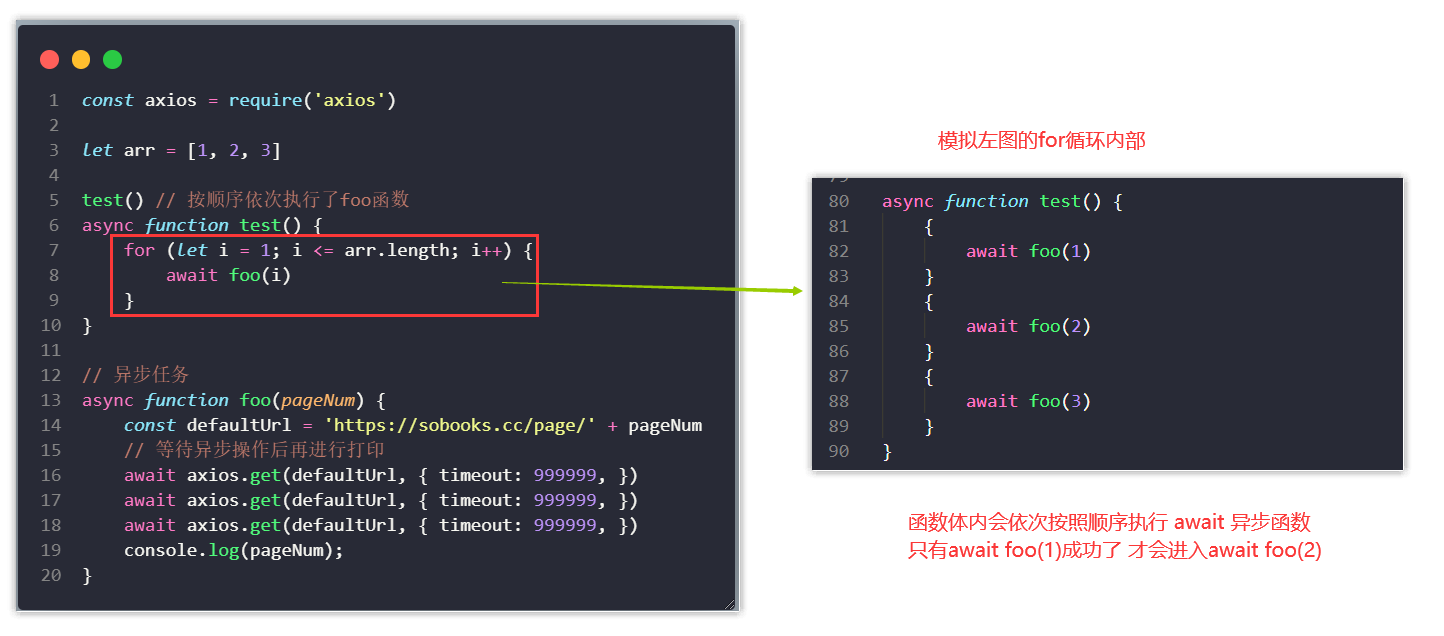 1 const axios = require('axios')
2
3 let arr = [1, 2, 3]
4
5 test() // 按顺序依次执行了foo函数
6 async function test() {
7 for (let i = 1; i <= arr.length; i++) {
8 await foo(i)
9 }
10 }
11
12 // 异步任务
13 async function foo(pageNum) {
14 const defaultUrl = 'https://sobooks.cc/page/' + pageNum
15 // 等待异步操作后再进行打印
16 await axios.get(defaultUrl, { timeout: 999999, })
17 await axios.get(defaultUrl, { timeout: 999999, })
18 await axios.get(defaultUrl, { timeout: 999999, })
19 console.log(pageNum);
20 }
模拟左图的for循环内部
79
80 async function test() {
81 {
82 await foo(1)
83 }
84 {
85 await foo(2)
86 }
87 {
88 await foo(3)
89 }
90 }
函数体内会依次按照顺序执行 await 异步函数
只有await foo(1)成功了 才会进入await foo(2)